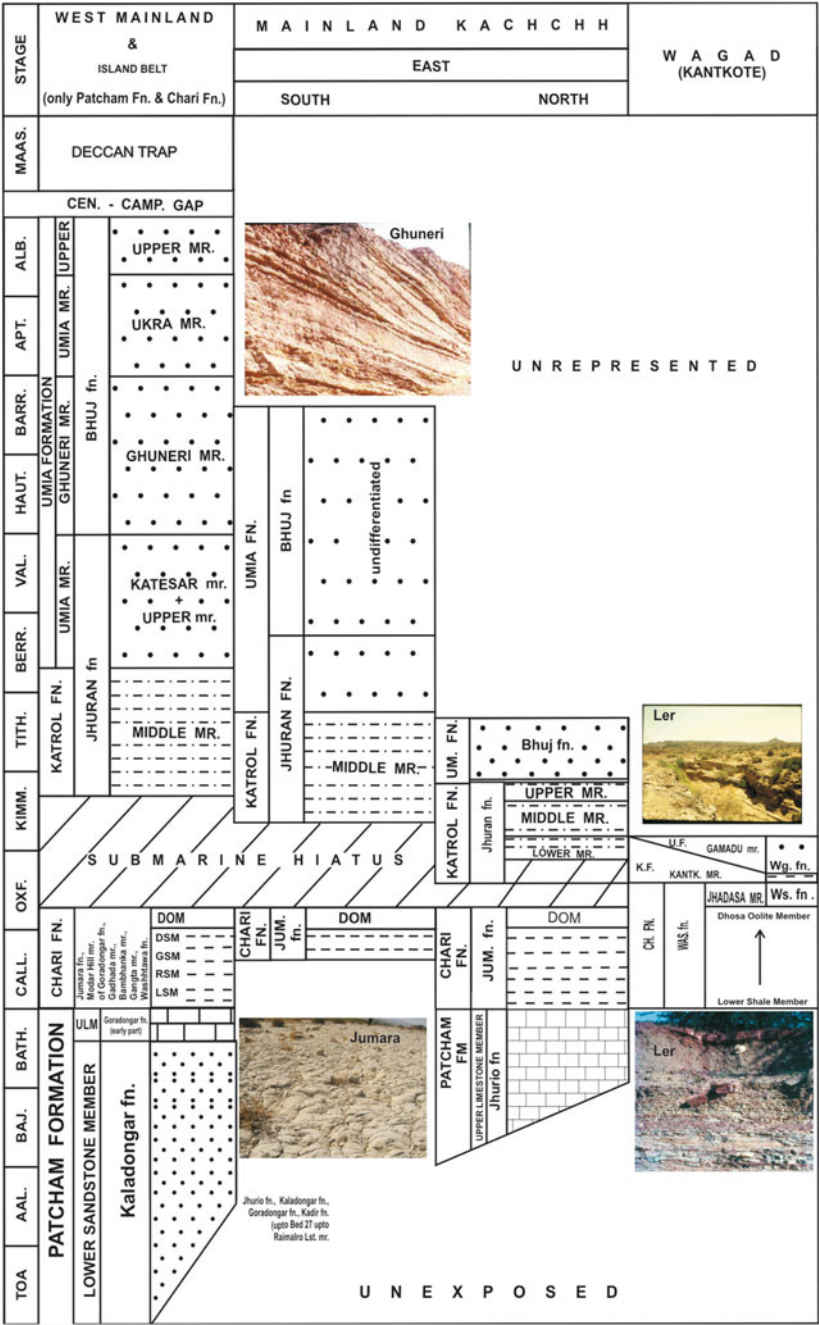 STAGE
WEST MAINLAND
&
ISLAND BELT
(only Patcham Fn. & Chari Fn.)
MAINLAND KACHCHH
EAST
SOUTH NORTH
WAGAD
(KANTKOTE)
MAAS.
DECCAN TRAP
CEN. - CAMP. GAP
ALB.
APT.
BARR.
HAUT.
VAL.
BERR.
TITH.
KIMM.
OXF.
CALL.
BATH.
BAJ.
AAL.
TOA
UMIA FORMATION
UPPER
UMIA MR.
GHUNERI MR.
UMIA MR.
BHUJ fn.
UPPER MR.
UKRA MR.
GHUNERI MR.
KATESAR mr.
+
UPPER mr.
KATROL FN.
JHURAN fn
MIDDLE MR.
Ghuneri
UNREPRESENTED
UMIA FN.
BHUJ fn
undifferentiated
KATROL FN.
JHURAN FN.
MIDDLE MR.
UM. FN.
Bhuj fn.
KATROL FN.
Jhuran fn.
UPPER MR.
MIDDLE MR.
LOWER MR.
Ler
SUBMARINE HIATUS
U.F.
GAMADU mr.
K.F.
KANTK. MR.
Wg. fn.
JHADASA MR.
Ws. fn .
CH. FN.
WAS. fn.
Dhosa Oolite Member
Lower Shale Member
CHARI FN.
Jumara fn.,
Modar Hill mr.
of Goradongar fn.,
Gadhada mr.,
Bambhanka mr.,
Gangta mr.,
Washtawa fn.
DOM
DSM
GSM
RSM
LSM
CHARI
FN.
JUM.
fn.
DOM
CHARI
FN.
JUM. fn.
DOM
PATCHAM FORMATION
ULM
Goradongar fn.
(early part)
LOWER SANDSTONE MEMBER
Kaladongar fn.
Jumara
PATCHAM
FM
UPPER LIMESTONE MEMBER
Jhurio fn
Ler
Jhurio fn., Kaladongar fn.,
Goradongar fn., Kadir fn.
(upto Bed 27 upto
Raimalro Lst. mr.
UNEXPOSED